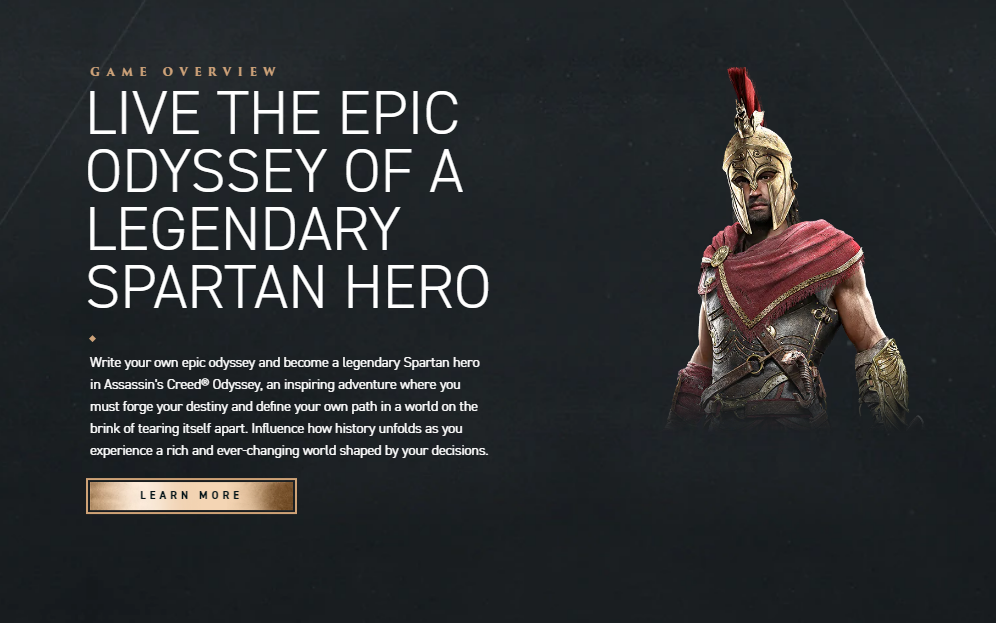 GAME OVERVIEW
LIVE THE EPIC
ODYSSEY OF A
LEGENDARY
SPARTAN HERO
Write your own epic odyssey and become a legendary Spartan hero
in Assassin's Creed® Odyssey, an inspiring adventure where you
must forge your destiny and define your own path in a world on the
brink of tearing itself apart. Influence how history unfolds as you
experience a rich and ever-changing world shaped by your decisions.
LEARN MORE